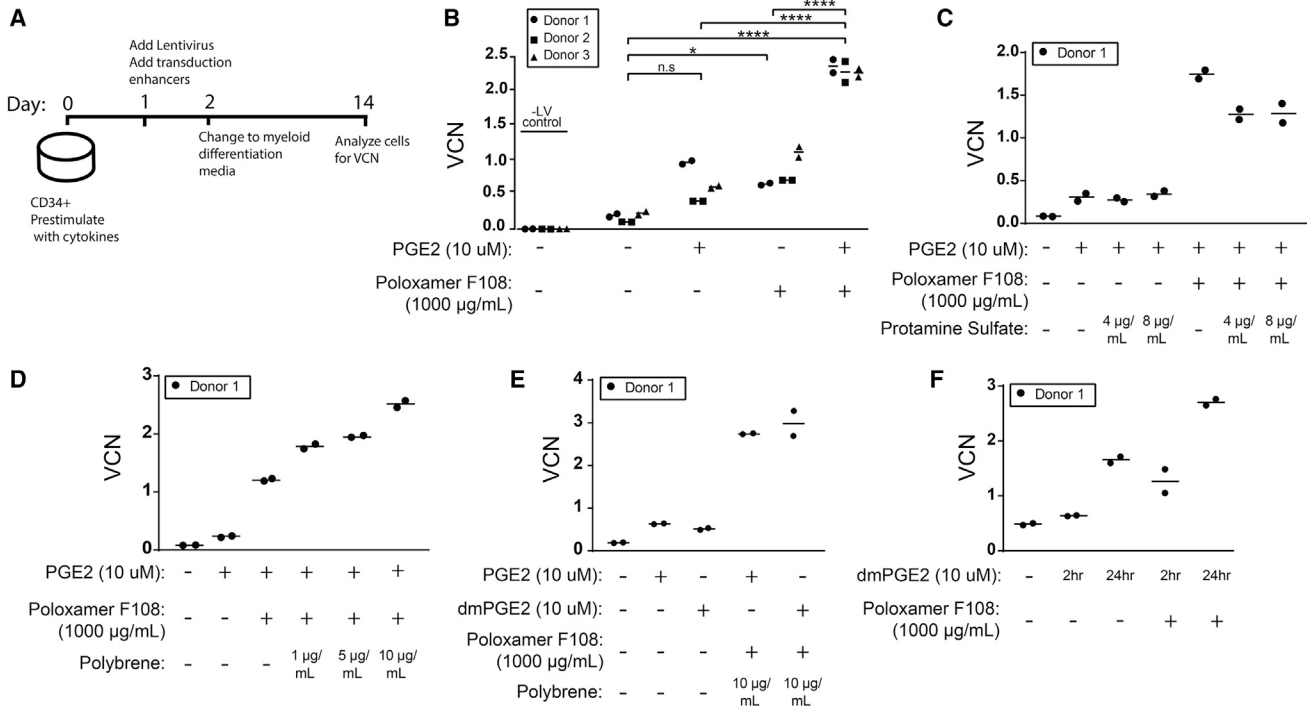 A
Add Lentivirus
Add transduction
enhancers
Day: 0 1 2 14
Change to myeloid
differentiation
media
Analyze cells
for VCN
CD34+
Prestimulate
with cytokines
B
Donor 1
Donor 2
Donor 3
****
****
****
*
n.s
-LV
control
VCN
2.5
2.0
1.5
1.0
0.5
0.0
PGE2 (10 uM): - - + - +
Poloxamer F108: - - - + +
(1000 µg/mL)
C
Donor 1
VCN
2.0
1.5
1.0
0.5
0.0
PGE2 (10 uM): - + + + + + +
Poloxamer F108: - - - - + + +
(1000 µg/mL)
Protamine Sulfate: - - 4 µg/ 8 µg/ - 4 µg/ 8 µg/
mL mL mL mL
D
Donor 1
VCN
3
2
1
0
PGE2 (10 uM): - + + + + +
Poloxamer F108: - - + + + +
(1000 µg/mL)
Polybrene: - - - 1 µg/ 5 µg/ 10 µg/
mL mL mL
E
Donor 1
VCN
4
3
2
1
0
PGE2 (10 uM): - + - + -
dmPGE2 (10 uM): - - + - +
Poloxamer F108: - - - + +
(1000 µg/mL)
Polybrene: - - - 10 µg/ 10 µg/
mL mL
F
Donor 1
VCN
3
2
1
0
dmPGE2 (10 uM): - 2hr 24hr 2hr 24hr
Poloxamer F108: - - - + +
(1000 µg/mL)